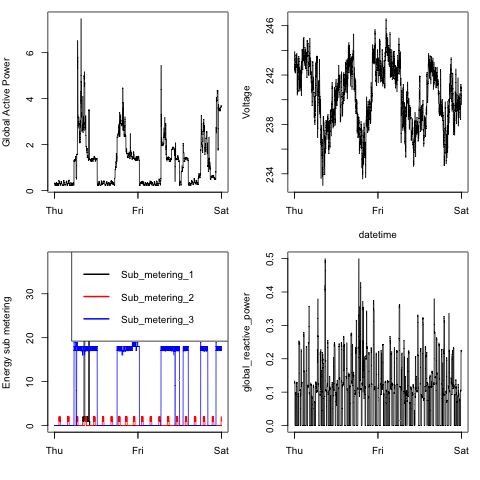 Global Active Power
0 2 4 6
Thu Fri Sat
Voltage
234 238 242 246
Thu Fri Sat
datetime
Energy sub metering
0 10 20 30
Sub_metering_1
Sub_metering_2
Sub_metering_3
Thu Fri Sat
global_reactive_power
0.0 0.1 0.2 0.3 0.4 0.5
Thu Fri Sat